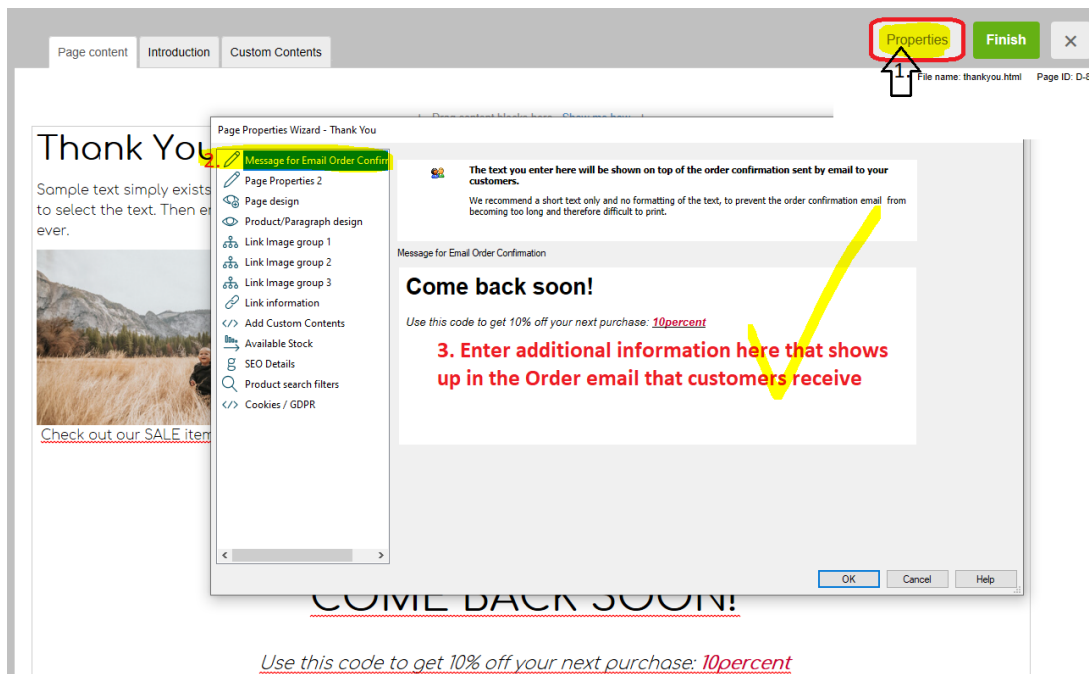 Page content
Introduction
Custom Contents
Properties
Finish
1.
File name: thankyou.html
Page ID: D-8
Page Properties Wizard - Thank You
Thank You
Sample text simply exists
to select the text. Then
ever.
Check out our SALE
2.
Message for Email Order
Page Properties 2
Page design
Product/Paragraph design
Link Image group 1
Link Image group 2
Link Image group 3
Link information
Add Custom Contents
Available Stock
SEO Details
Product search filters
Cookies / GDPR
The text you enter here will be shown on top of the order confirmation sent by email to your
customers.
We recommend a short text only and no formatting of the text, to prevent the order confirmation email from
becoming too long and therefore difficult to print.
Message for Email Order Confirmation
Come back soon!
Use this code to get 10% off your next purchase: 10percent
3. Enter additional information here that shows
up in the Order email that customers receive
OK
Cancel
Help
COME BACK SOON!
Use this code to get 10% off your next purchase: 10percent